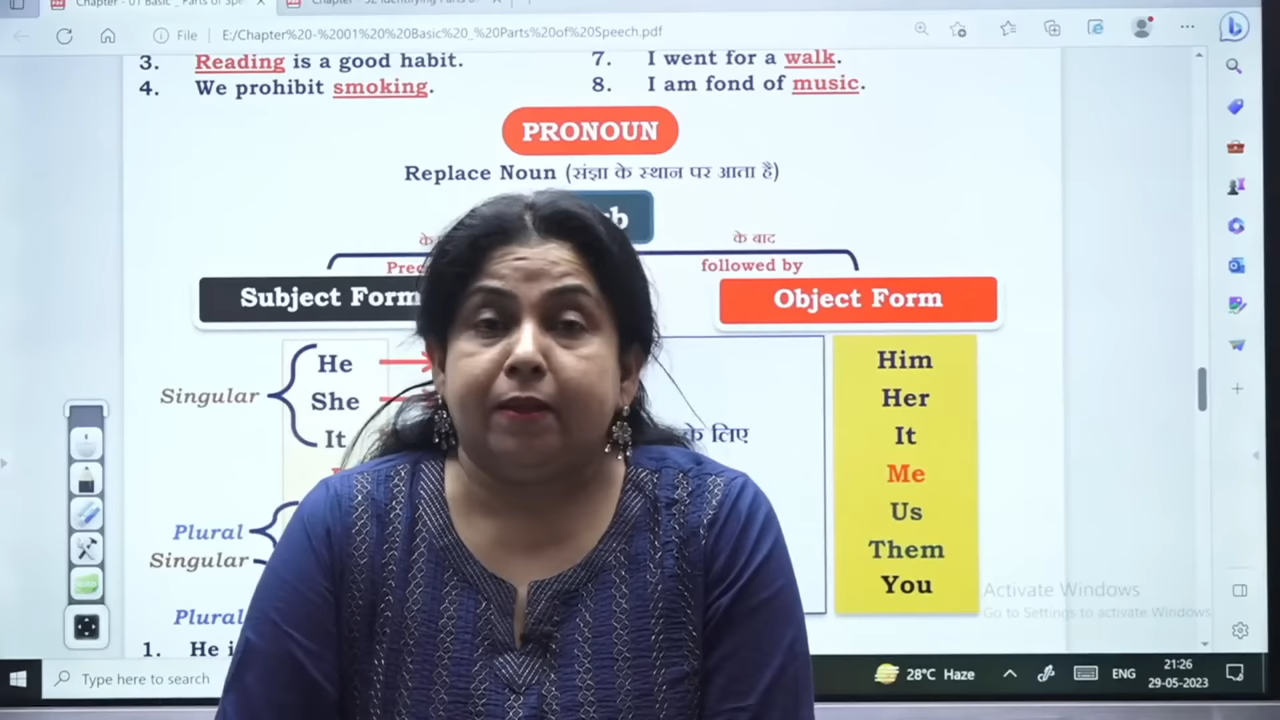 Chapter - 01 Basic _ Parts of Spe
File
E:/Chapter%20-%2001%20%20Basic%20_%20Parts%20of%20Speech.pdf
3. Reading is a good habit.
7. I went for a walk.
4. We prohibit smoking.
8. I am fond of music.
PRONOUN
Replace Noun (संज्ञा के स्थान पर आता है)
के बाद
followed by
Subject Form
Object Form
Singular
He
She
It
के लिए
Him
Her
It
Me
Us
Them
You
Plural
Singular
Plural
1. He i
Activate Windows
Go to Settings to activate Windows
Type here to search
28°C Haze
ENG
21:26
29-05-2023